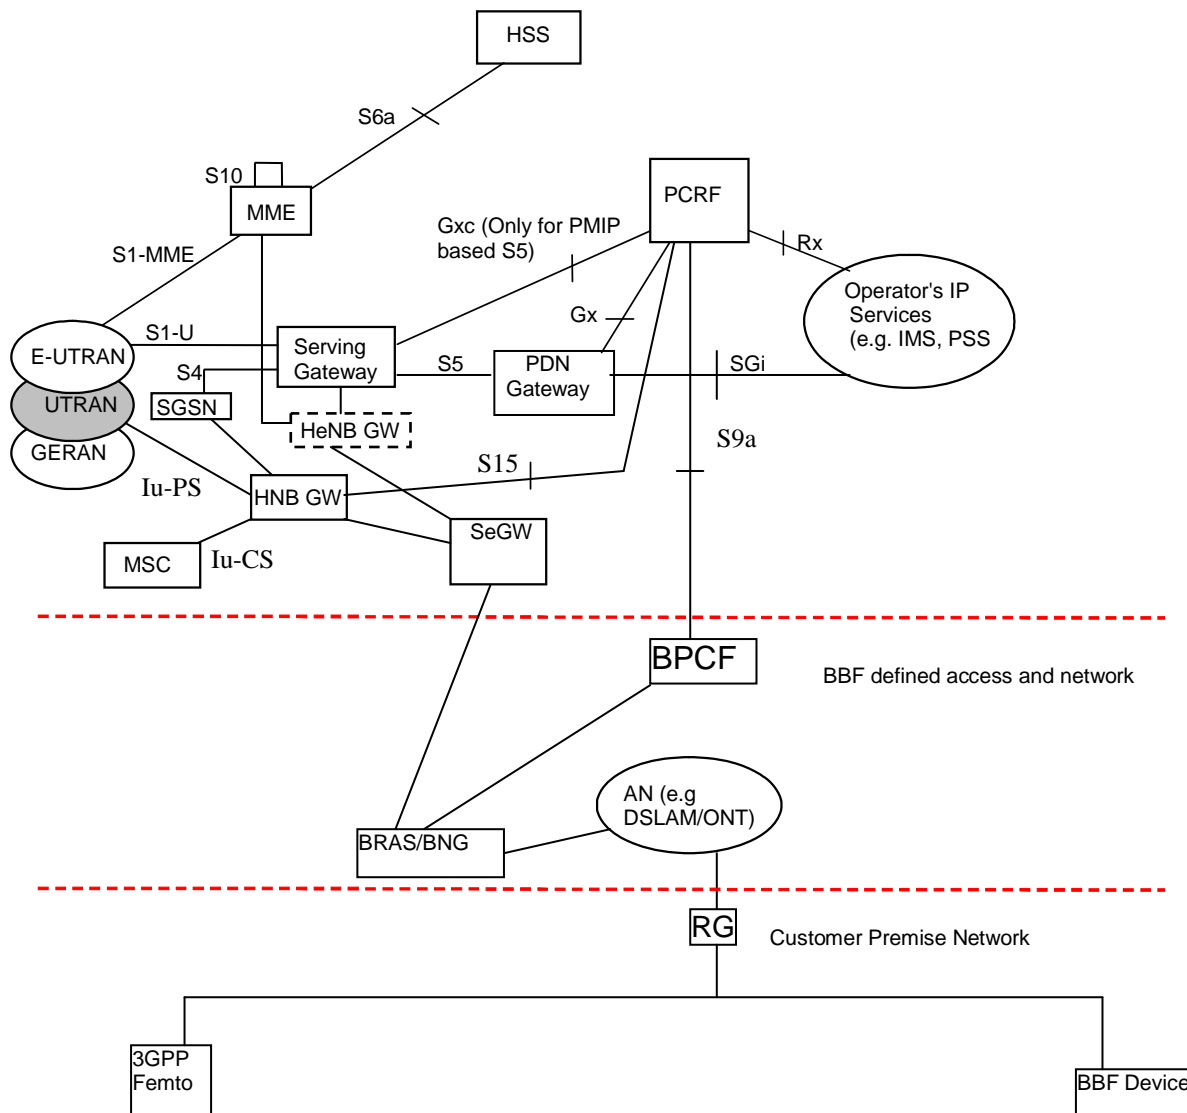 HSS
S6a
S10
MME
PCRF
Gxc (Only for PMIP
based S5)
Rx
S1-MME
Operator's IP
Services
(e.g. IMS, PSS
Gx
S1-U
E-UTRAN
Serving
Gateway
S5
PDN
Gateway
SGi
S4
UTRAN
SGSN
HeNB GW
S9a
GERAN
S15
Iu-PS
HNB GW
SeGW
MSC
Iu-CS
BPCF
BBF defined access and network
AN (e.g
DSLAM/ONT)
BRAS/BNG
RG
Customer Premise Network
3GPP
Femto
BBF Device